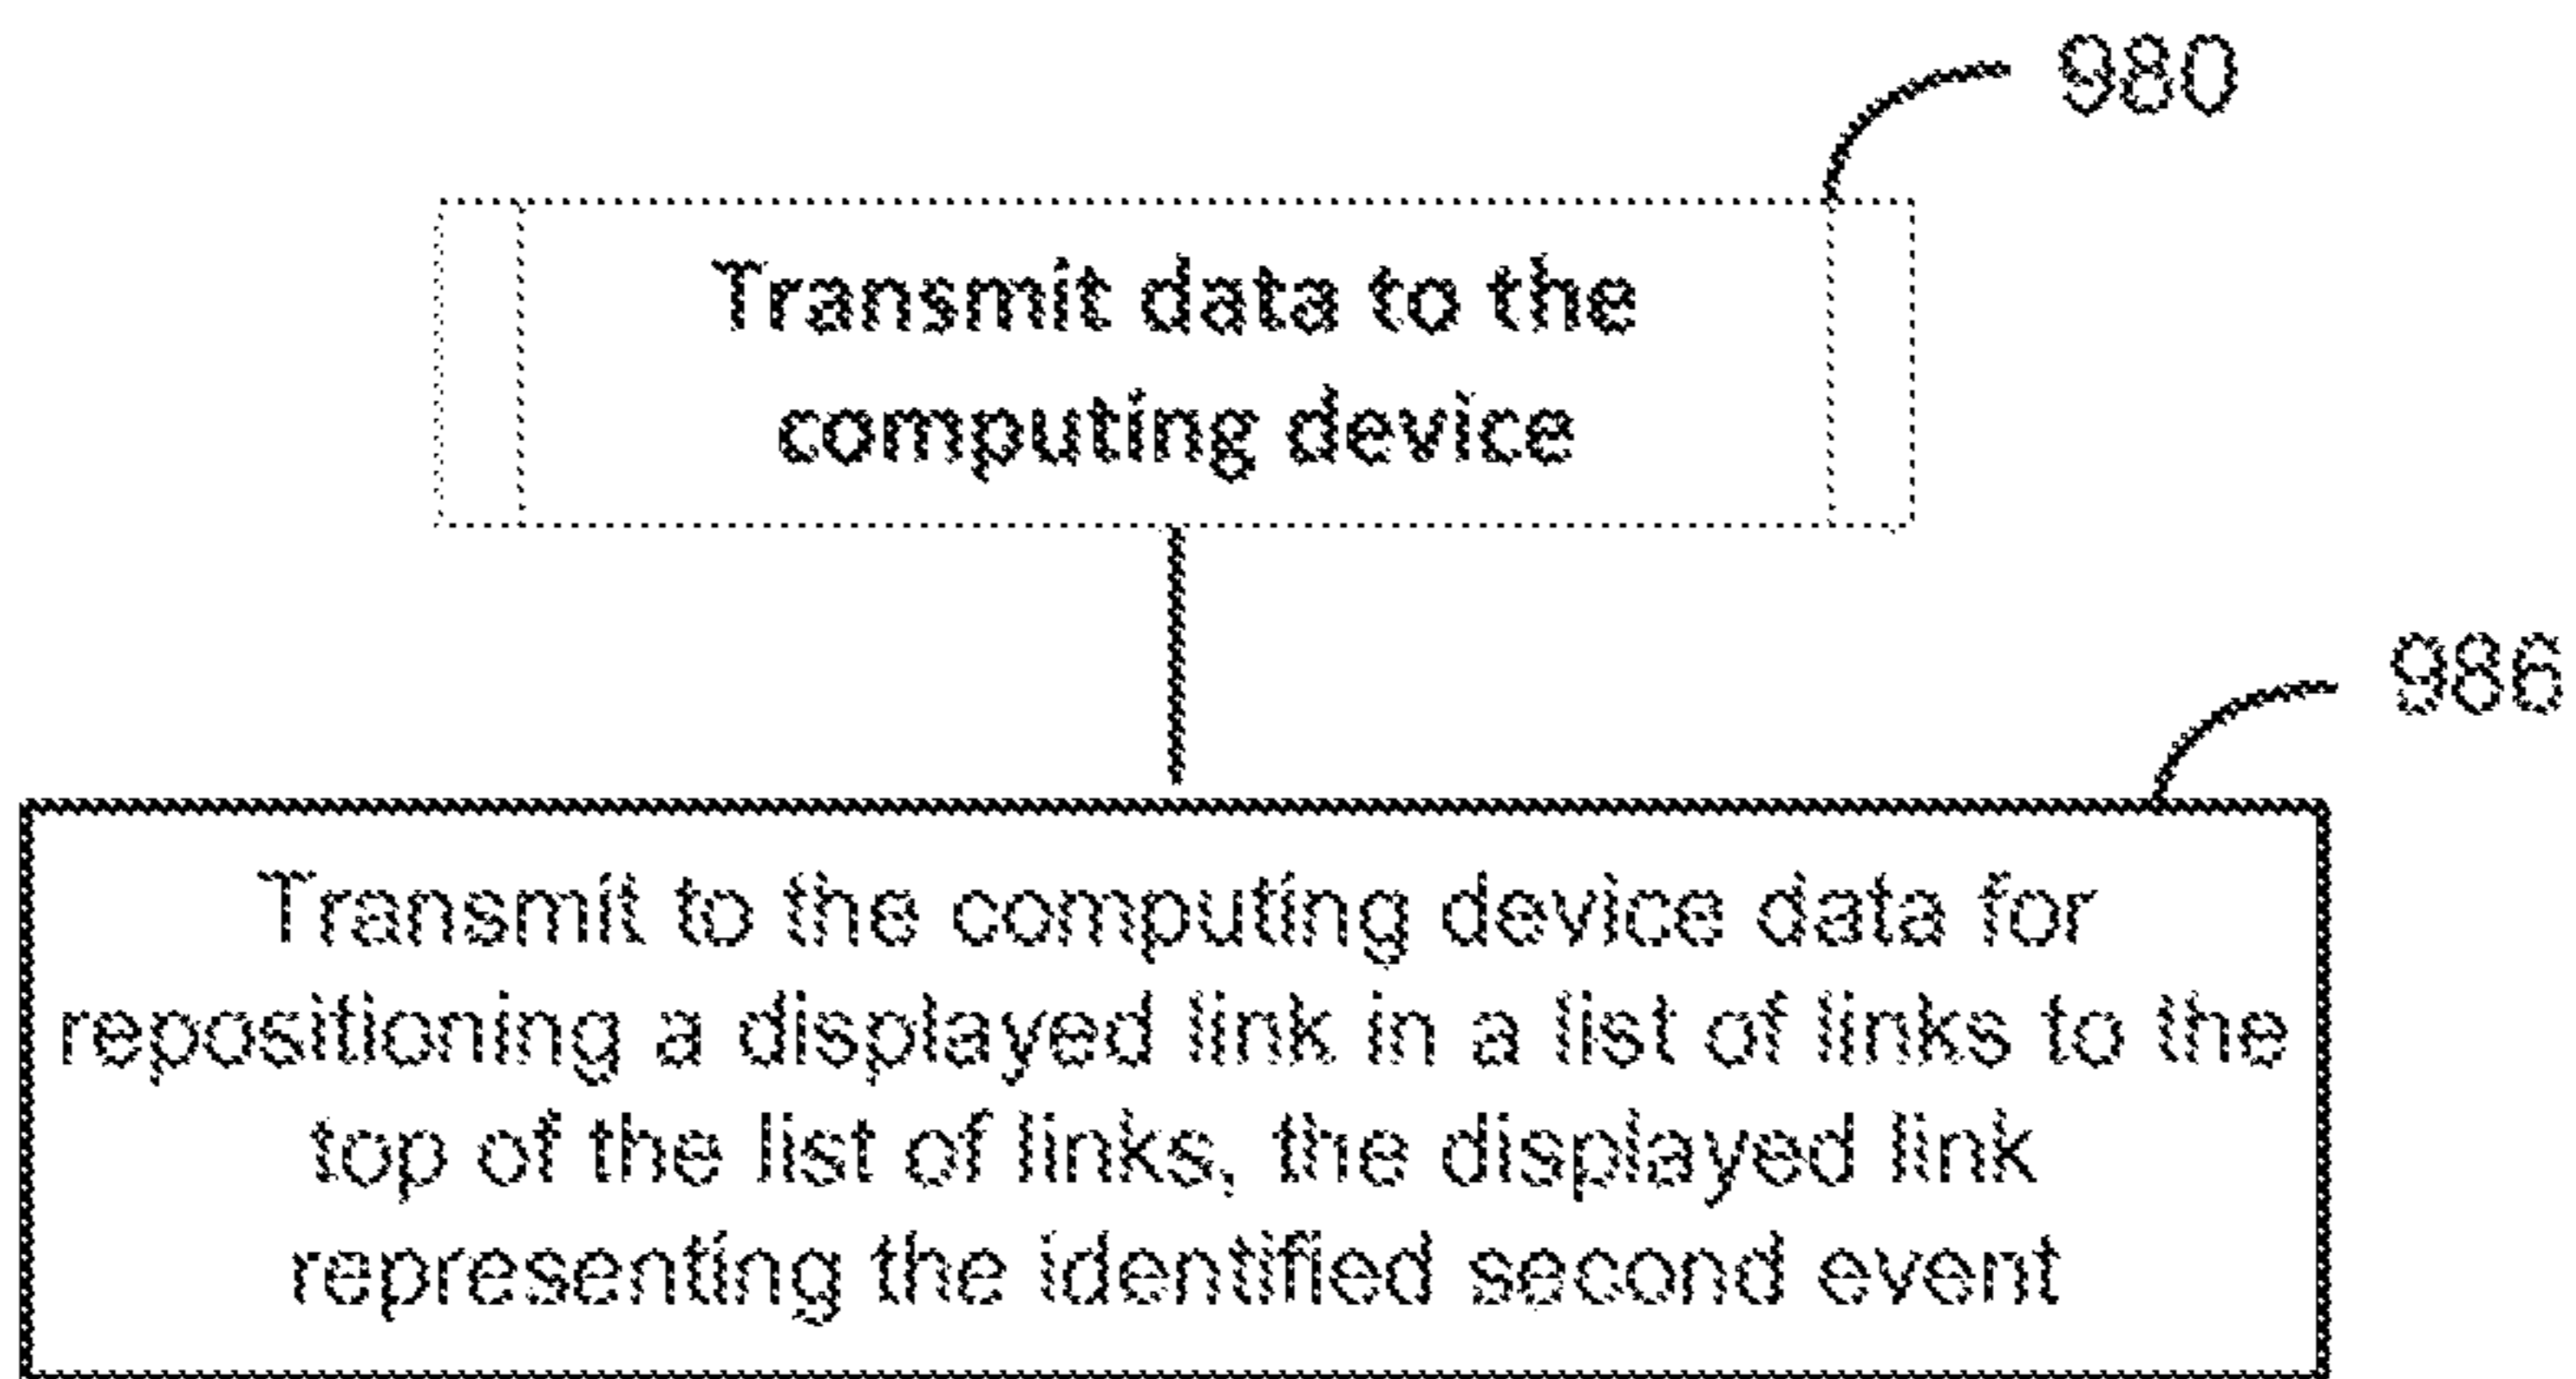 980
Transmit data to the
computing device
986
Transmit to the computing device data for
repositioning a displayed link in a list of links to the
top of the list of links, the displayed link
representing the identified second event